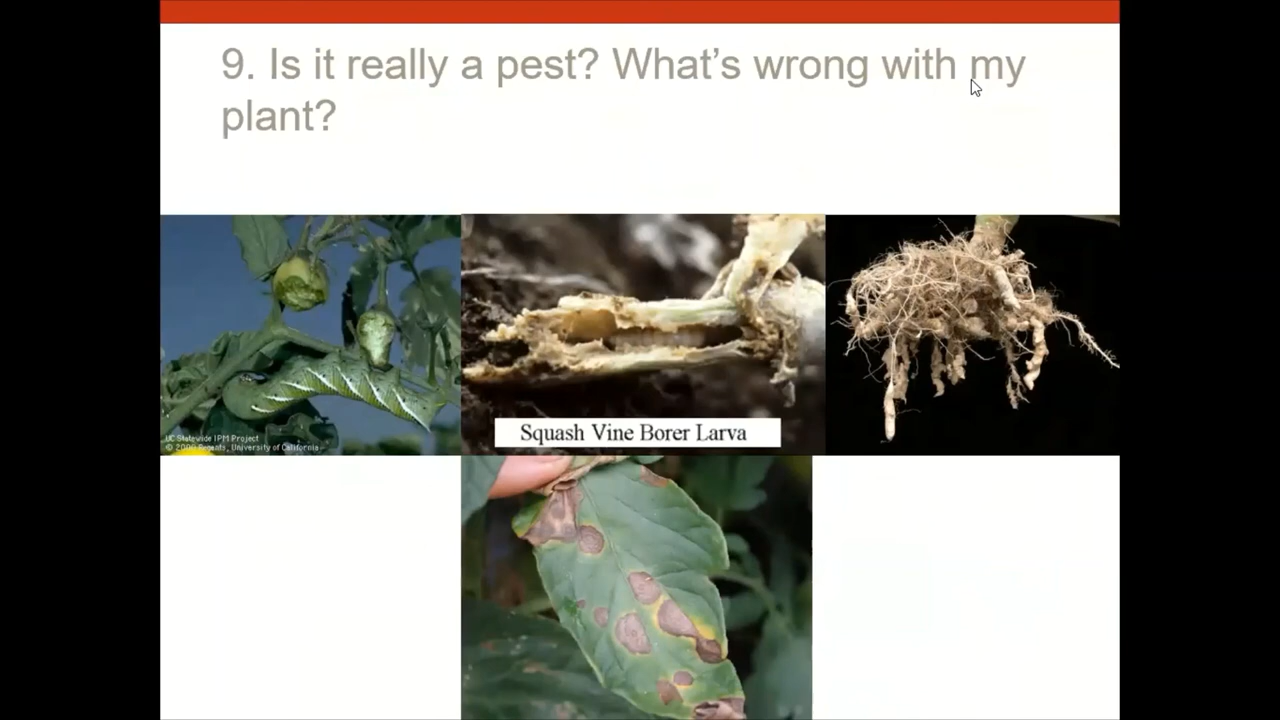 9. Is it really a pest? What's wrong with my
plant?
UC Statewide IPM Project
© 2000 Regents, University of California
Squash Vine Borer Larva